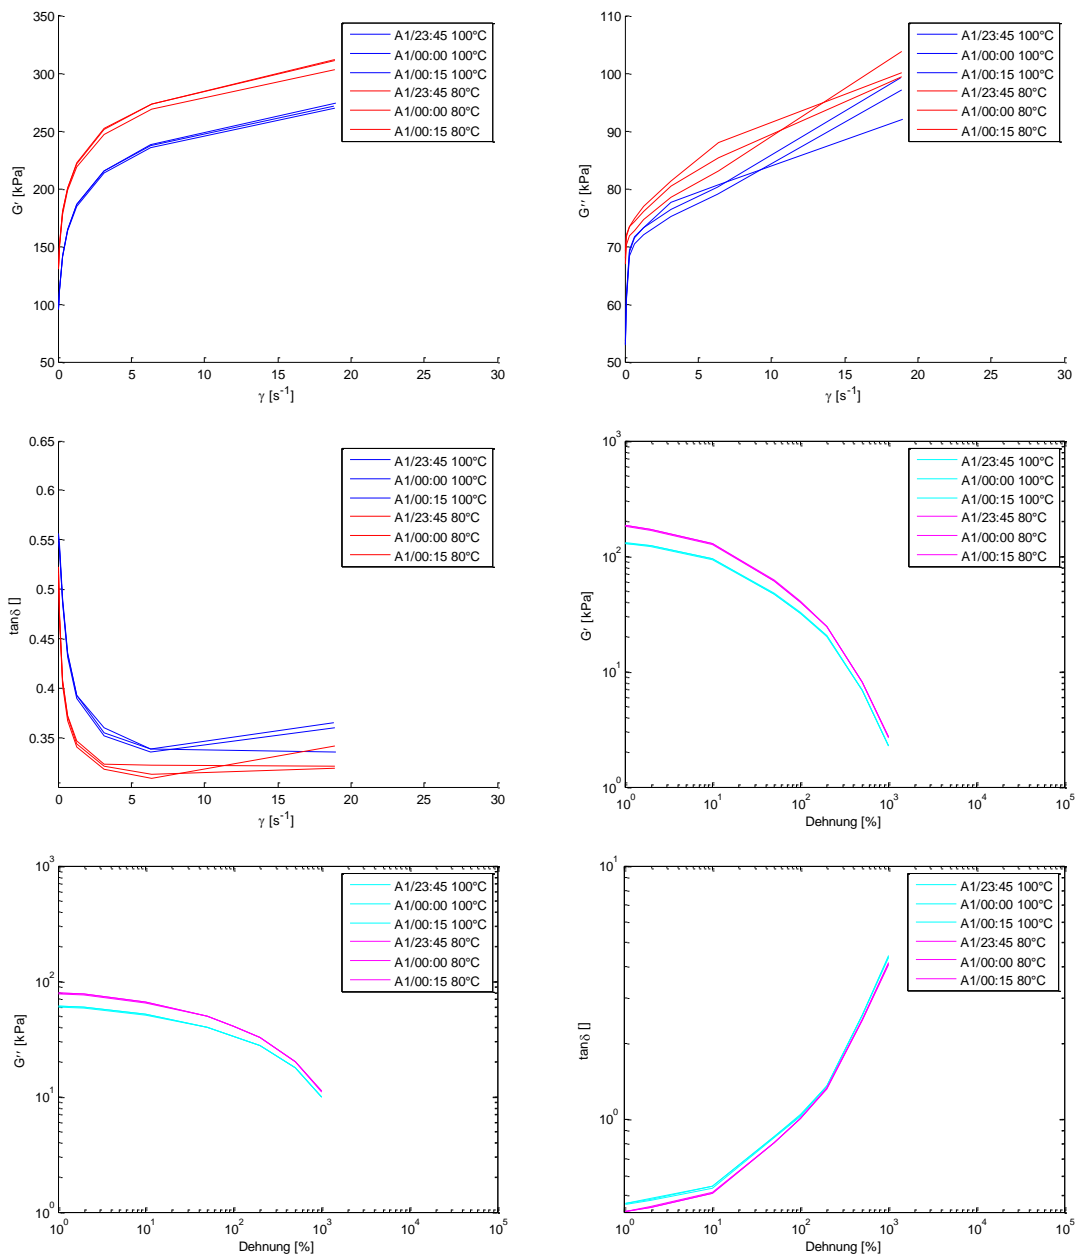 350
300
250
200
150
100
50
0
5
10
15
20
25
30
G′ [kPa]
γ [s⁻¹]
A1/23:45 100°C
A1/00:00 100°C
A1/00:15 100°C
A1/23:45 80°C
A1/00:00 80°C
A1/00:15 80°C
110
100
90
80
70
60
50
0
5
10
15
20
25
30
G′′ [kPa]
γ [s⁻¹]
A1/23:45 100°C
A1/00:00 100°C
A1/00:15 100°C
A1/23:45 80°C
A1/00:00 80°C
A1/00:15 80°C
0.65
0.6
0.55
0.5
0.45
0.4
0.35
0
5
10
15
20
25
30
tanδ []
γ [s⁻¹]
A1/23:45 100°C
A1/00:00 100°C
A1/00:15 100°C
A1/23:45 80°C
A1/00:00 80°C
A1/00:15 80°C
10³
10²
10¹
10⁰
10⁰
10¹
10²
10³
10⁴
10⁵
G′ [kPa]
Dehnung [%]
A1/23:45 100°C
A1/00:00 100°C
A1/00:15 100°C
A1/23:45 80°C
A1/00:00 80°C
A1/00:15 80°C
10³
10²
10¹
10⁰
10⁰
10¹
10²
10³
10⁴
10⁵
G′′ [kPa]
Dehnung [%]
A1/23:45 100°C
A1/00:00 100°C
A1/00:15 100°C
A1/23:45 80°C
A1/00:00 80°C
A1/00:15 80°C
10¹
10⁰
10⁰
10¹
10²
10³
10⁴
10⁵
tanδ []
Dehnung [%]
A1/23:45 100°C
A1/00:00 100°C
A1/00:15 100°C
A1/23:45 80°C
A1/00:00 80°C
A1/00:15 80°C